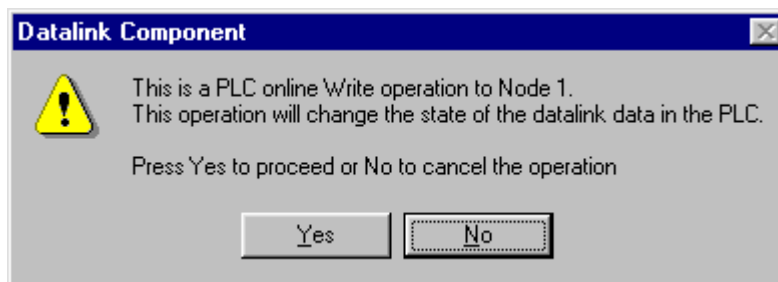 Datalink Component
This is a PLC online Write operation to Node 1.
This operation will change the state of the datalink data in the PLC.
Press Yes to proceed or No to cancel the operation
Yes No